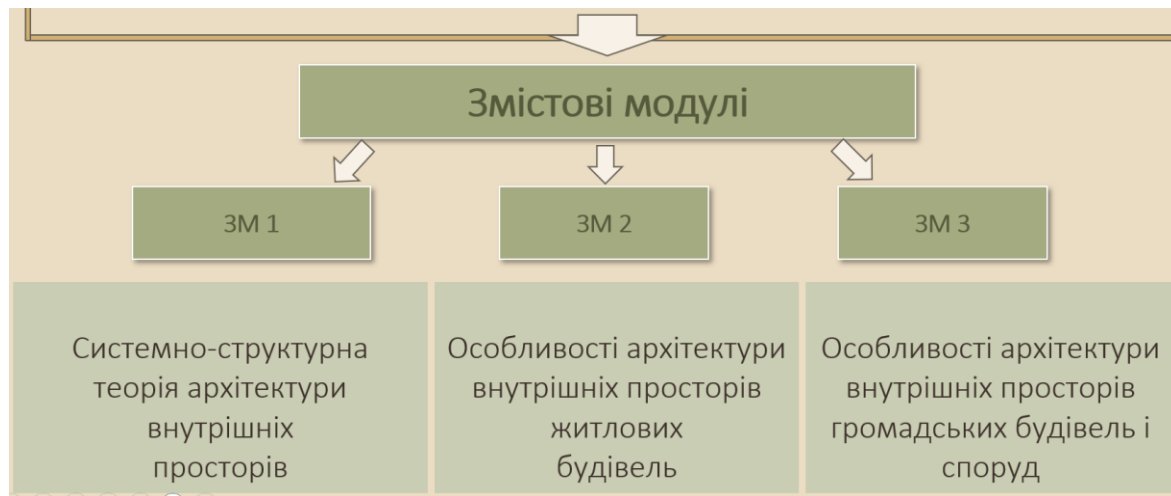 Змістові модулі
ЗМ 1
ЗМ 2
ЗМ 3
Системно-структурна
теорія архітектури
внутрішніх
просторів
Особливості архітектури
внутрішніх просторів
житлових
будівель
Особливості архітектури
внутрішніх просторів
громадських будівель і
споруд